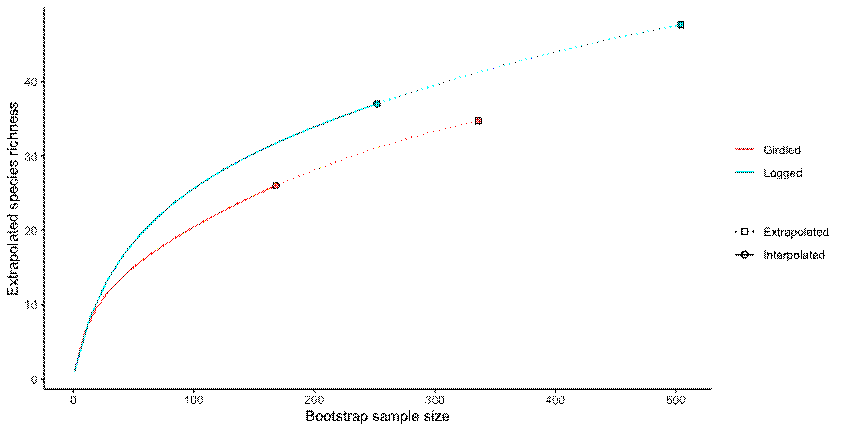 Extrapolated species richness
40
30
20
10
0
0 100 200 300 400 500
Bootstrap sample size
Girdled
Logged
Extrapolated
Interpolated